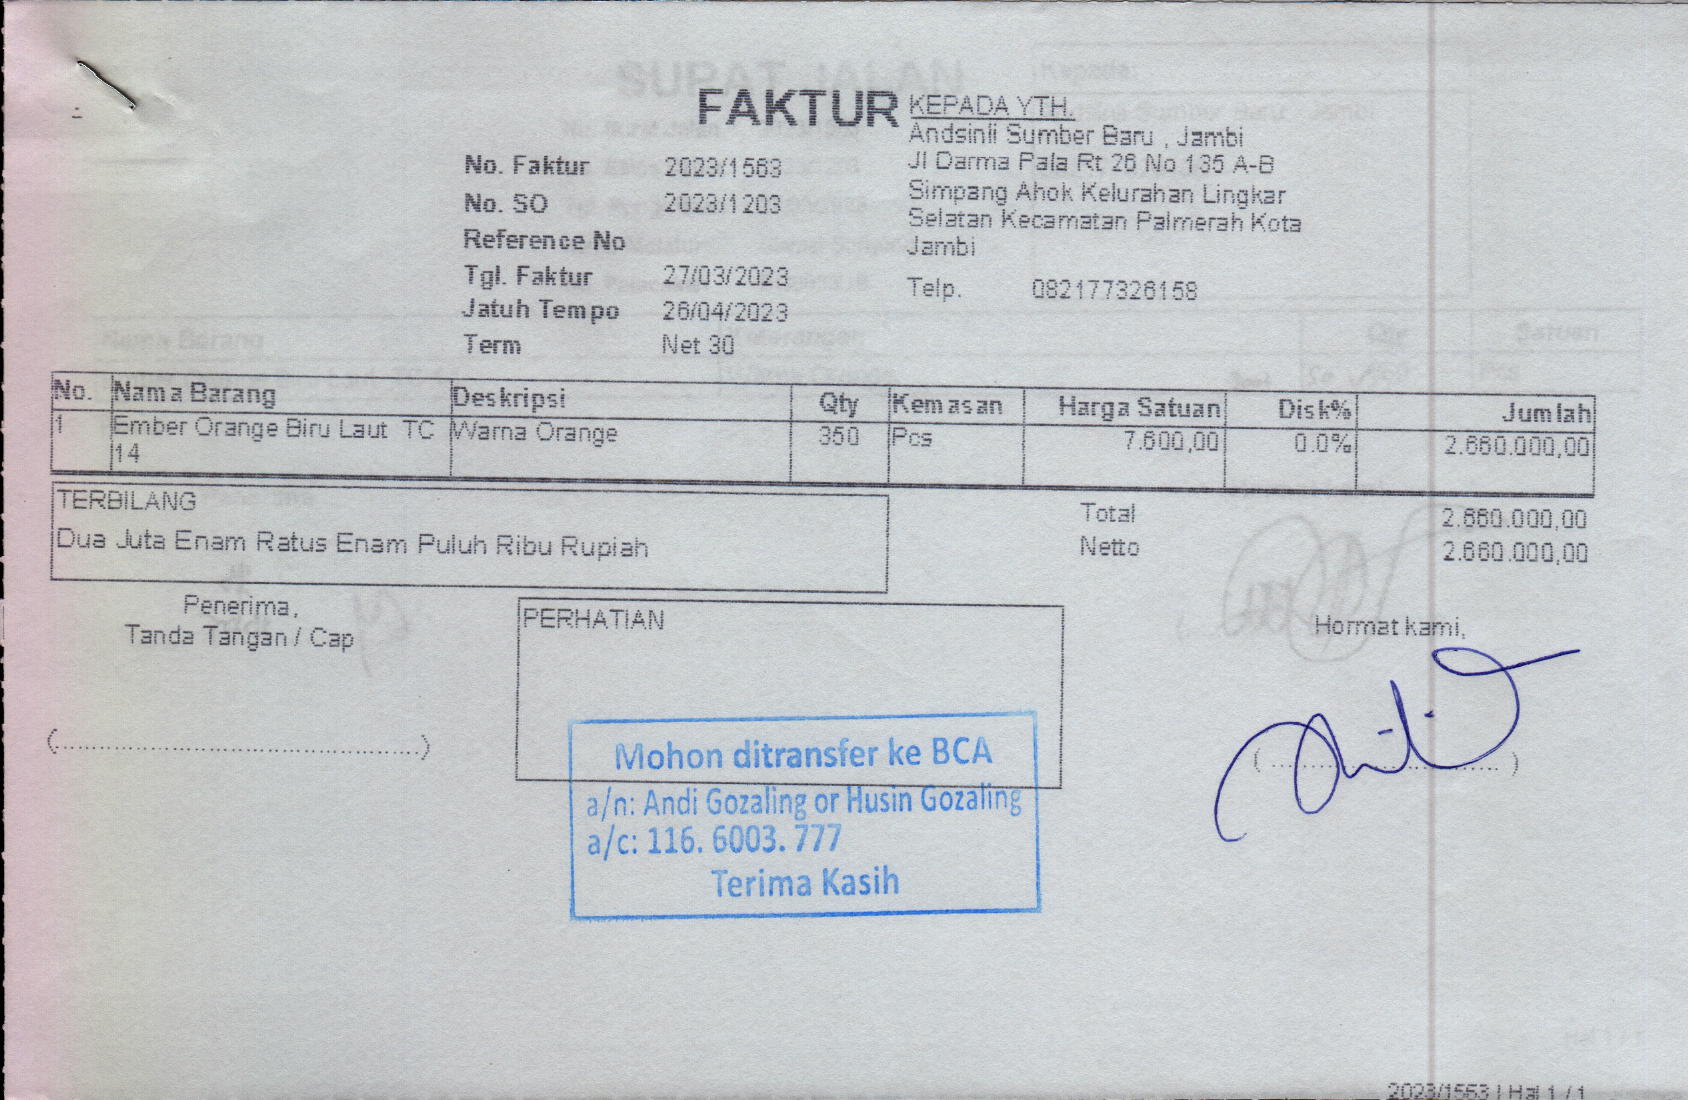 FAKTUR
No. Faktur 2023/1563
No. SO 2023/1203
Reference No
Tgl. Faktur 27/03/2023
Jatuh Tempo 26/04/2023
Term Net 30
KEPADA YTH.
Andsinii Sumber Baru , Jambi
Jl Darma Pala Rt 26 No 135 A-B
Simpang Ahok Kelurahan Lingkar
Selatan Kecamatan Palmerah Kota
Jambi
Telp. 082177326158
No. Nama Barang Deskripsi Qty Kemasan Harga Satuan Disk% Jumlah
1 Ember Orange Biru Laut TC Warna Orange 350 Pcs 7.600,00 0.0% 2.660.000,00
14
TERBILANG
Dua Juta Enam Ratus Enam Puluh Ribu Rupiah
Total 2.660.000,00
Netto 2.660.000,00
Penerima,
Tanda Tangan / Cap
PERHATIAN
Hormat kami,
Mohon ditransfer ke BCA
a/n: Andi Gozaling or Husin Gozaling
a/c: 116. 6003. 777
Terima Kasih
2023/1563 | Hal 1 / 1